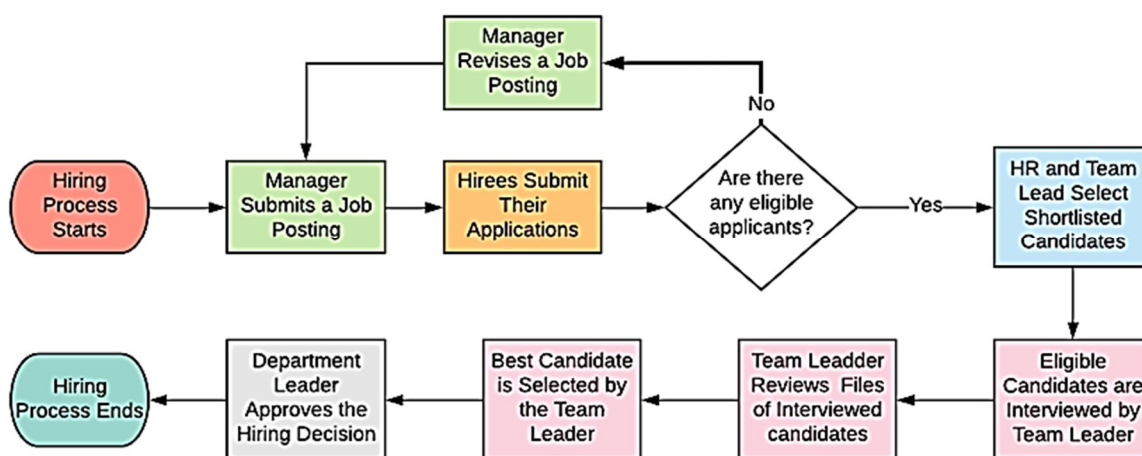 Manager
Revises a Job
Posting
No
Hiring
Process
Starts
Manager
Submits a Job
Posting
Hirees Submit
Their
Applications
Are there
any eligible
applicants?
Yes
HR and Team
Lead Select
Shortlisted
Candidates
Hiring
Process Ends
Department
Leader
Approves the
Hiring Decision
Best Candidate
is Selected by
the Team
Leader
Team Leadder
Reviews Files
of Interviewed
candidates
Eligible
Candidates are
Interviewed by
Team Leader